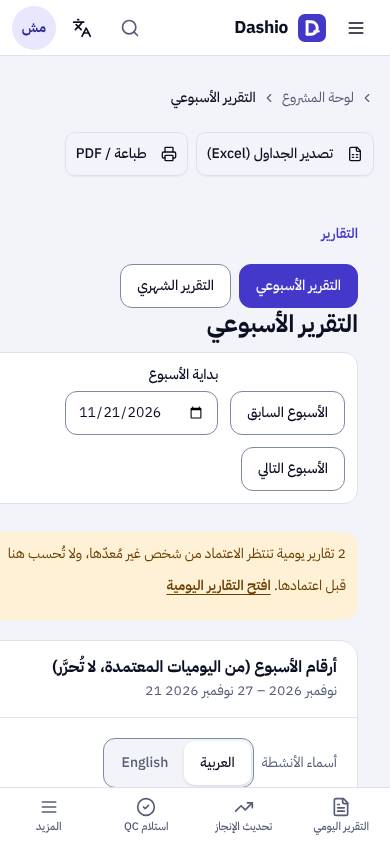 Dashio
مش
لوحة المشروع › التقرير الأسبوعي
تصدير الجداول (Excel)
طباعة / PDF
التقارير
التقرير الأسبوعي
التقرير الشهري
التقرير الأسبوعي
بداية الأسبوع
الأسبوع السابق
11/21/2026
الأسبوع التالي
2 تقارير يومية تنتظر الاعتماد من شخص غير مُعدّها، ولا تُحسب هنا
قبل اعتمادها. افتح التقارير اليومية
أرقام الأسبوع (من اليوميات المعتمدة، لا تُحرَّر)
21 نوفمبر 2026 – 27 نوفمبر 2026
أسماء الأنشطة
العربية
English
التقرير اليومي
تحديث الإنجاز
استلام QC
المزيد